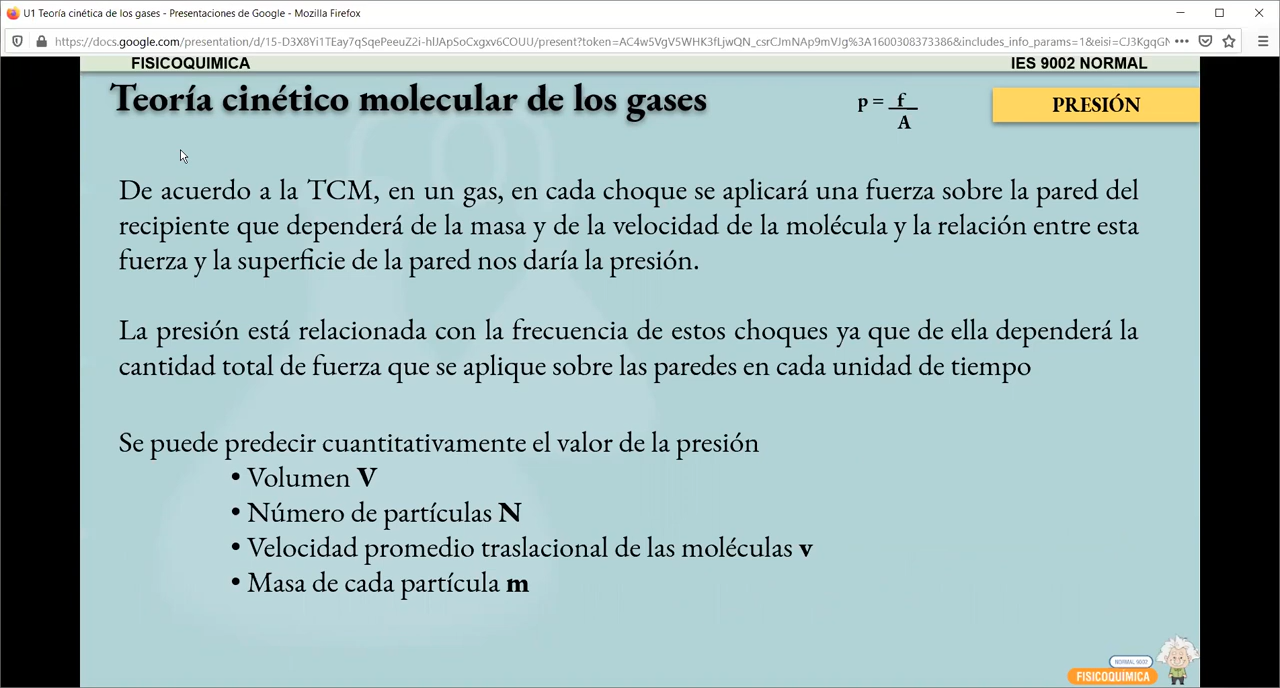 U1 Teoría cinética de los gases - Presentaciones de Google - Mozilla Firefox
https://docs.google.com/presentation/d/15-D3X8Yi1TEay7qSqePeeuZ2i-hlJApSoCxgxv6COUU/present?token=AC4w5VgV5WHK3fLjwQN_csrCJmNAp9mVJg%3A1600308373386&includes_info_params=1&eisi=CJ3KgqGN
FISICOQUIMICA
IES 9002 NORMAL
Teoría cinético molecular de los gases
p = f
A
PRESIÓN
De acuerdo a la TCM, en un gas, en cada choque se aplicará una fuerza sobre la pared del
recipiente que dependerá de la masa y de la velocidad de la molécula y la relación entre esta
fuerza y la superficie de la pared nos daría la presión.
La presión está relacionada con la frecuencia de estos choques ya que de ella dependerá la
cantidad total de fuerza que se aplique sobre las paredes en cada unidad de tiempo
Se puede predecir cuantitativamente el valor de la presión
• Volumen V
• Número de partículas N
• Velocidad promedio traslacional de las moléculas v
• Masa de cada partícula m
NORMAL 9002
FISICOQUÍMICA